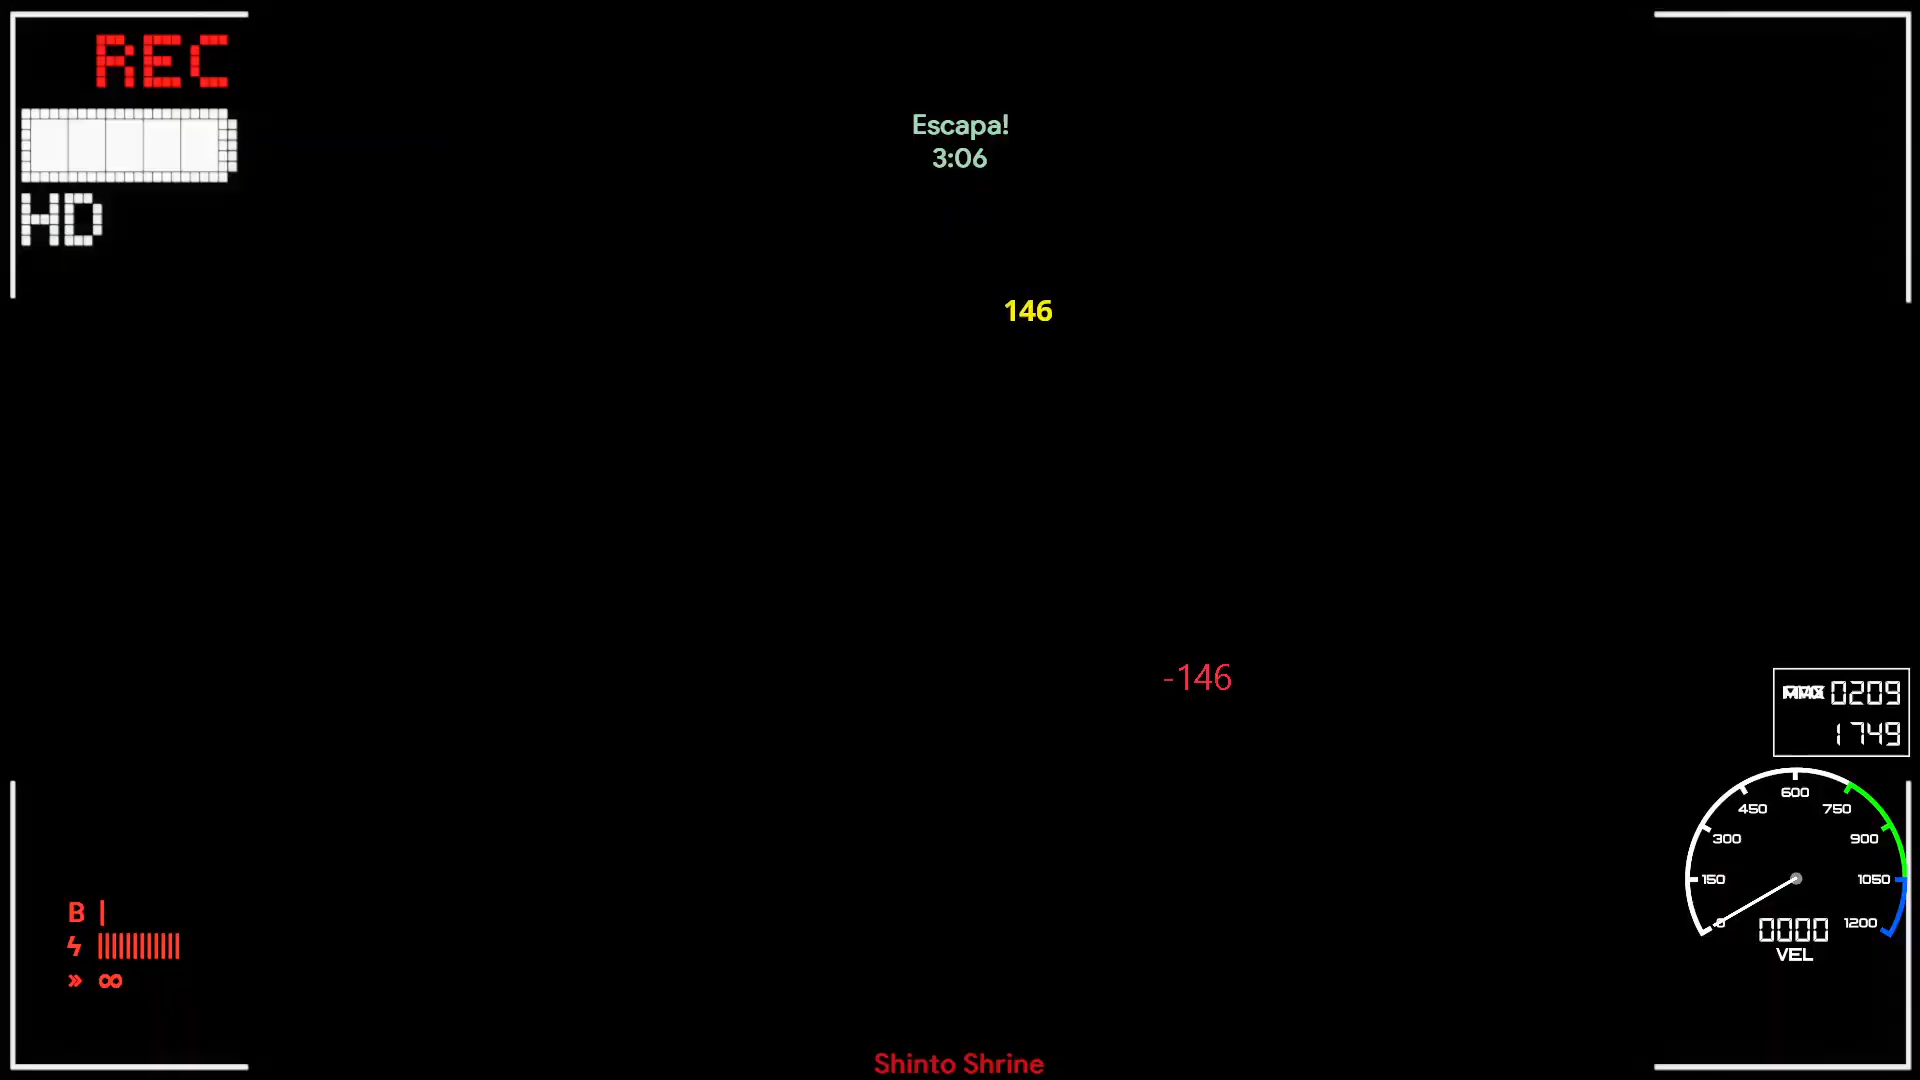 REC
HD
Escapa!
3:06
146
-146
0209
1749
600
450
750
300
900
150
1050
0
1200
0000
VEL
B |
ϟ ||||||||||||
» ∞
Shinto Shrine